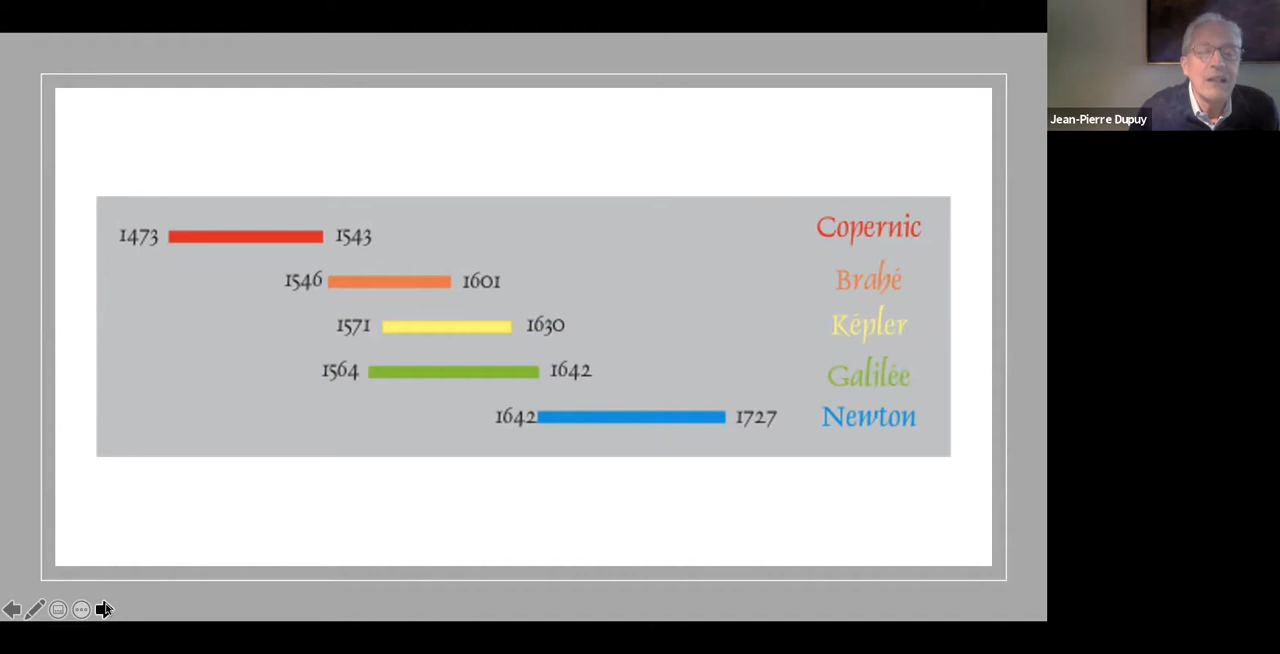 1473 1543 Copernic
1546 1601 Brahé
1571 1630 Képler
1564 1642 Galilée
1642 1727 Newton
Jean-Pierre Dupuy